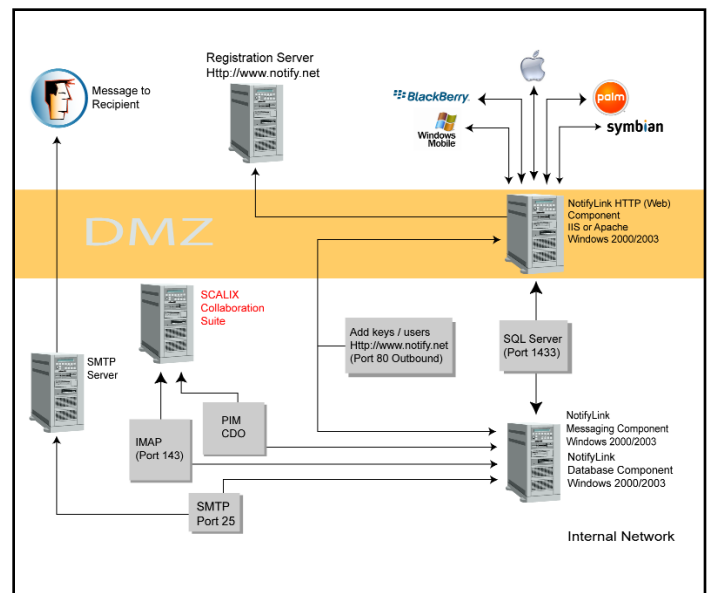 Registration Server
Http://www.notify.net
Message to
Recipient
BlackBerry
Windows
Mobile
palm
symbian
DMZ
NotifyLink HTTP (Web)
Component
IIS or Apache
Windows 2000/2003
SCALIX
Collaboration
Suite
SMTP
Server
Add keys / users
Http://www.notify.net
(Port 80 Outbound)
SQL Server
(Port 1433)
PIM
CDO
IMAP
(Port 143)
NotifyLink
Messaging Component
Windows 2000/2003
NotifyLink
Database Component
Windows 2000/2003
SMTP
Port 25
Internal Network